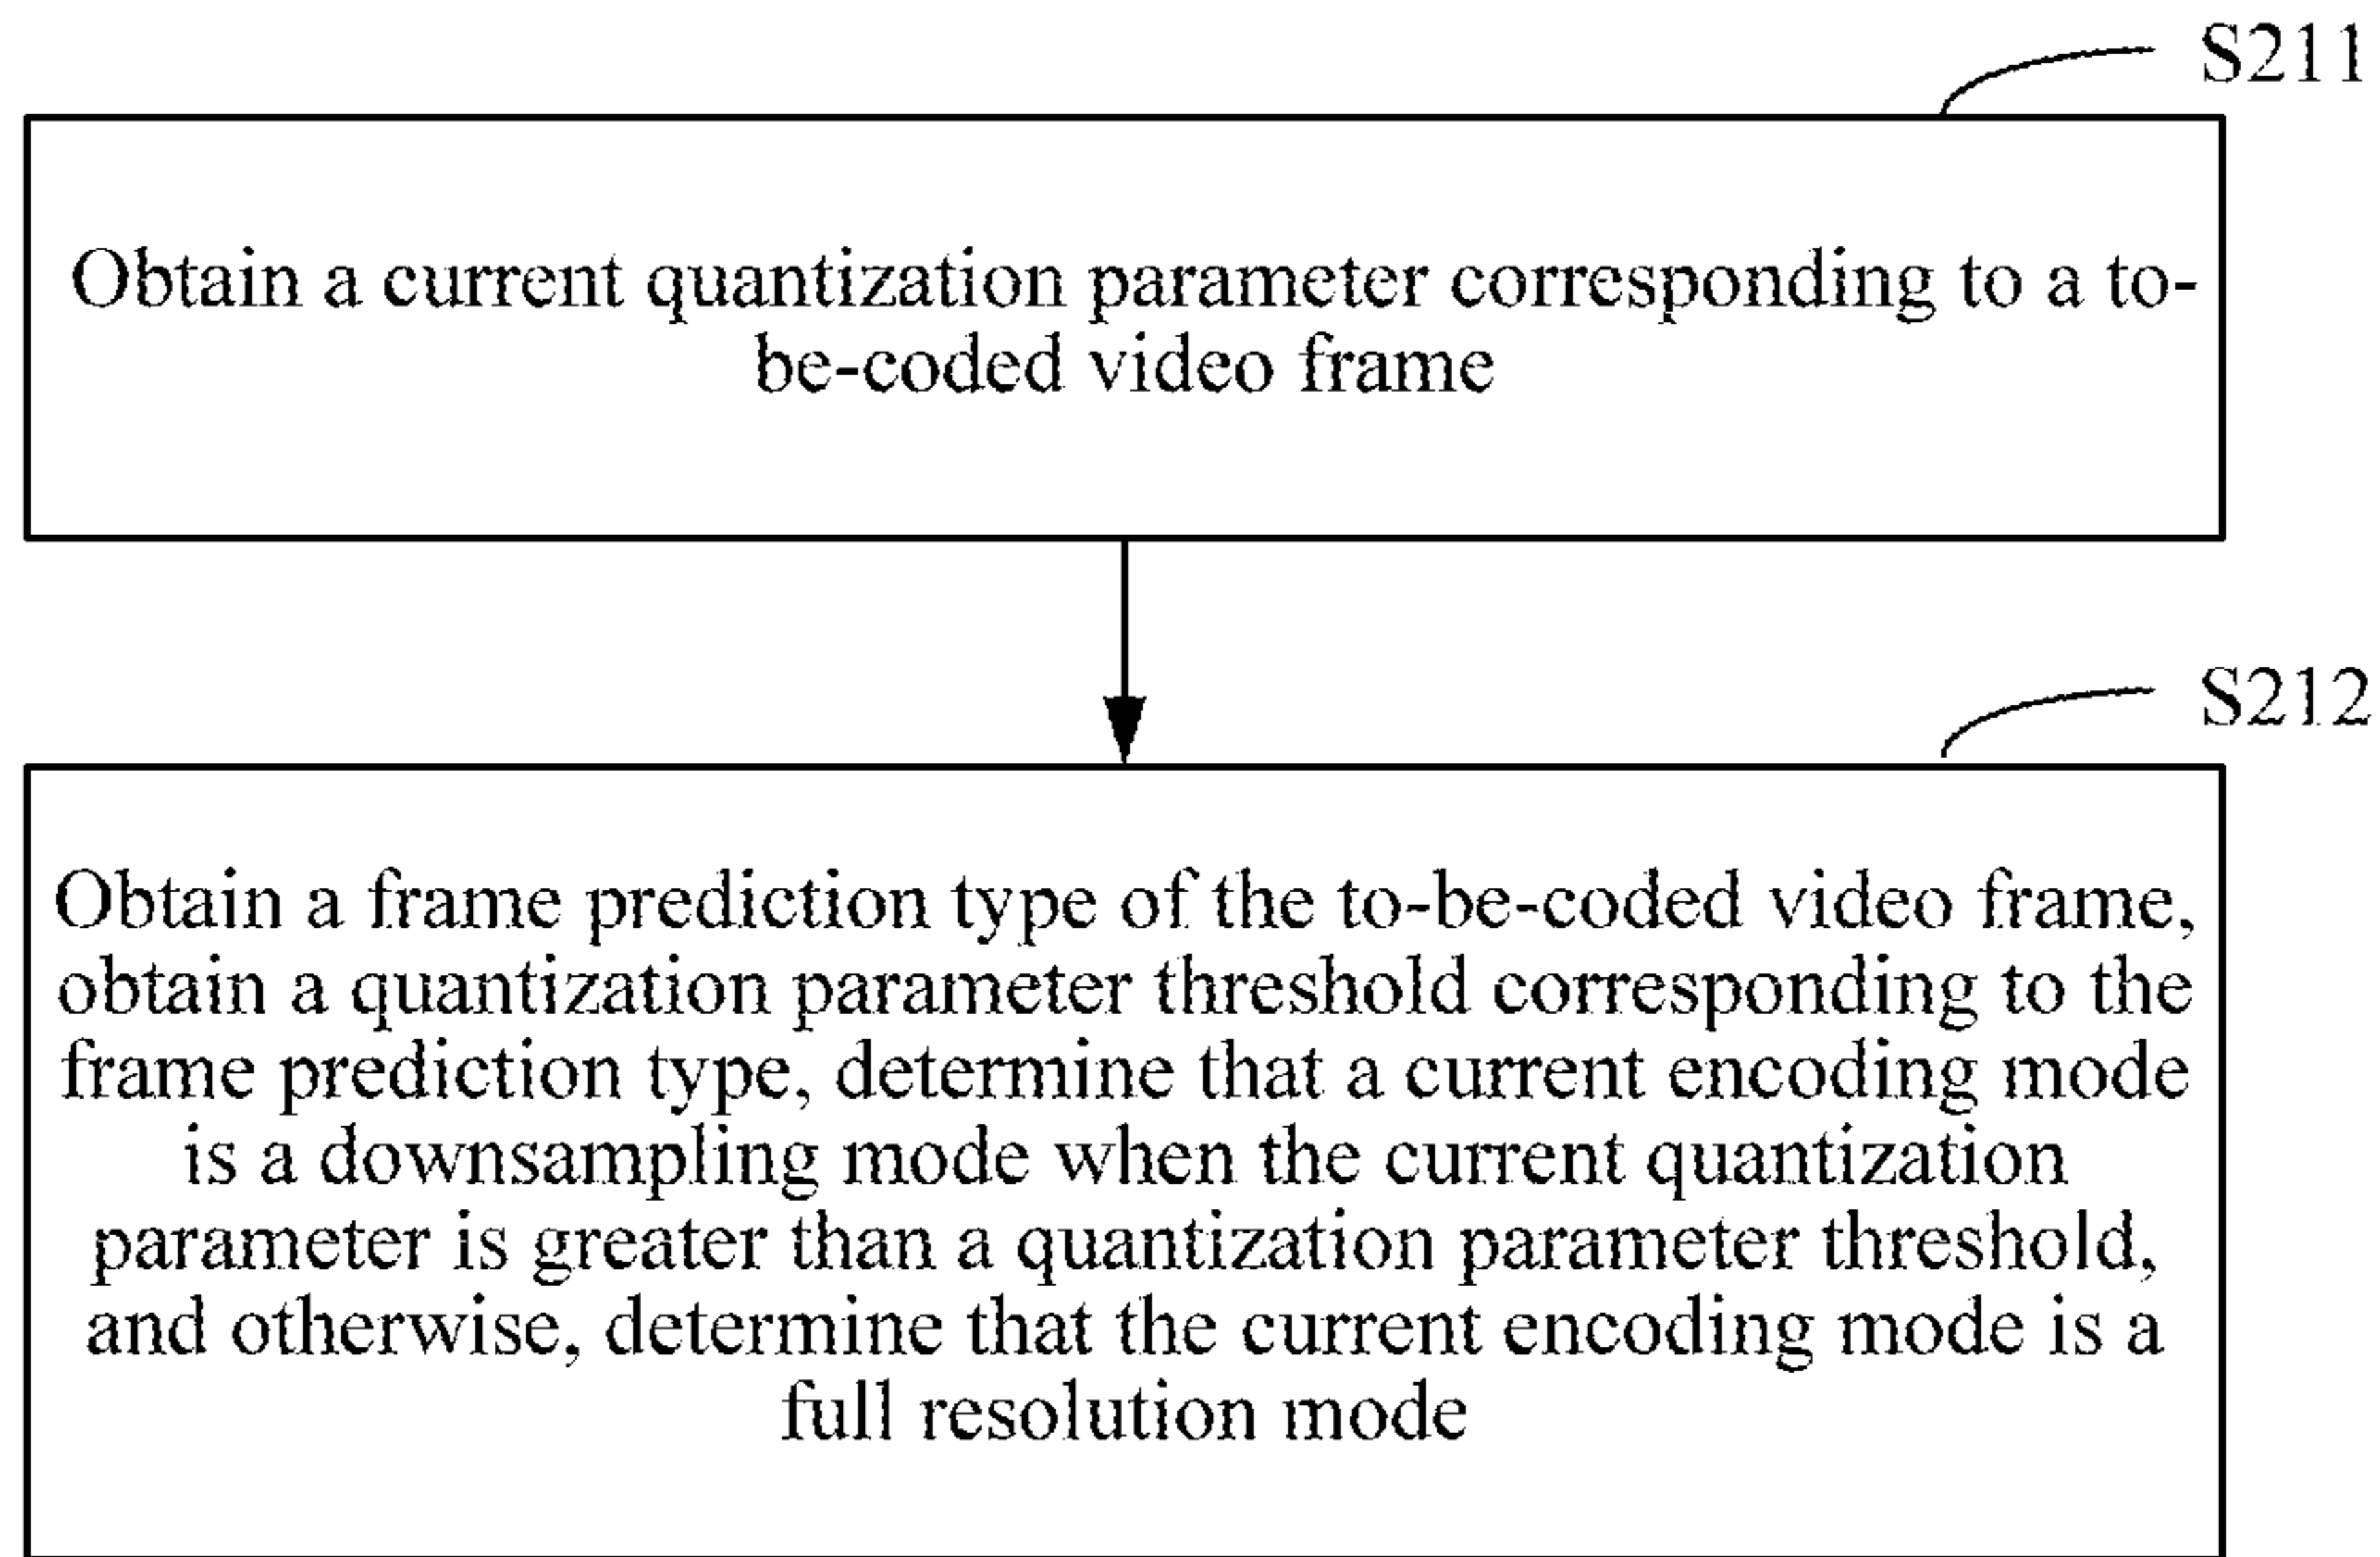 S211
Obtain a current quantization parameter corresponding to a to-
be-coded video frame
S212
Obtain a frame prediction type of the to-be-coded video frame,
obtain a quantization parameter threshold corresponding to the
frame prediction type, determine that a current encoding mode
is a downsampling mode when the current quantization
parameter is greater than a quantization parameter threshold,
and otherwise, determine that the current encoding mode is a
full resolution mode